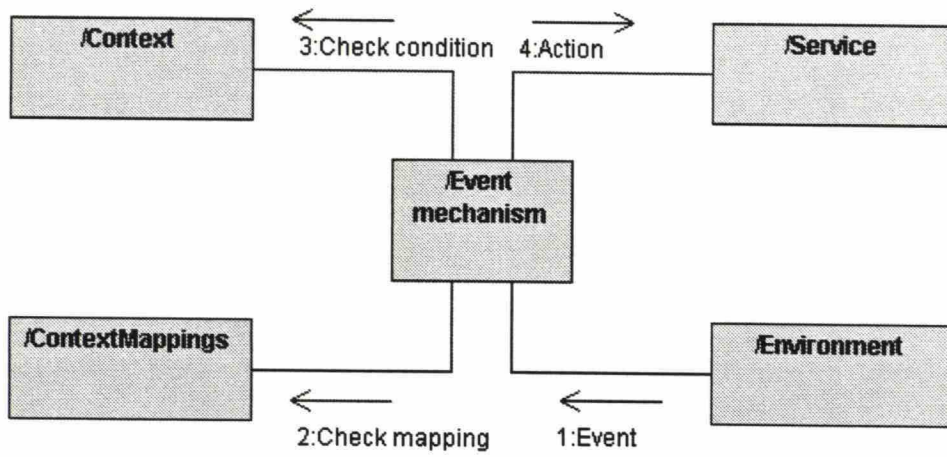 /Context
3:Check condition
4:Action
/Service
/Event
mechanism
/ContextMappings
/Environment
2:Check mapping
1:Event